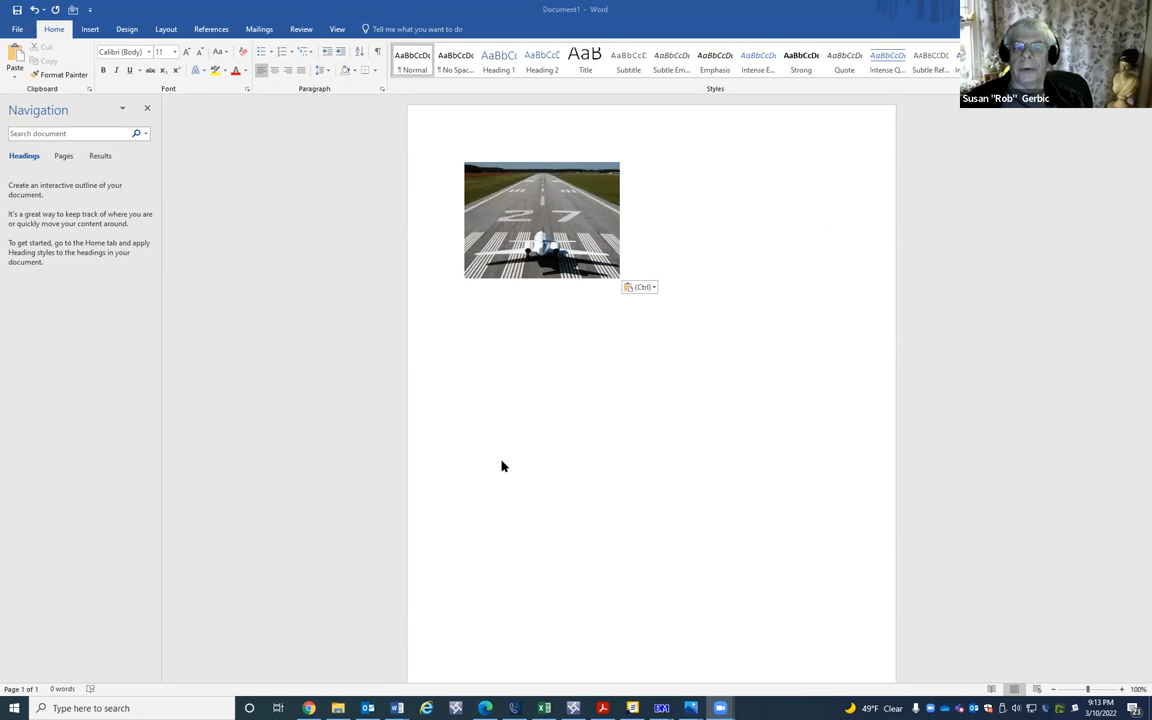 Document1 - Word
File Home Insert Design Layout References Mailings Review View Tell me what you want to do
Paste
Cut
Copy
Format Painter
Clipboard
Calibri (Body) 11
Font
Paragraph
AaBbCcDc AaBbCcDc AaBbCc AaBbCcD AaB AaBbCcD AaBbCcDc AaBbCcDc AaBbCcDc AaBbCcDc AaBbCcDc AaBbCcDc AaBbCcDc
¶ Normal ¶ No Spac... Heading 1 Heading 2 Title Subtitle Subtle Em... Emphasis Intense E... Strong Quote Intense Q... Subtle Ref...
Styles
Susan "Rob" Gerbic
Navigation
Search document
Headings Pages Results
Create an interactive outline of your
document.
It's a great way to keep track of where you are
or quickly move your content around.
To get started, go to the Home tab and apply
Heading styles to the headings in your
document.
27
(Ctrl)
Page 1 of 1 0 words
100%
Type here to search
49°F Clear
9:13 PM
3/10/2022
23